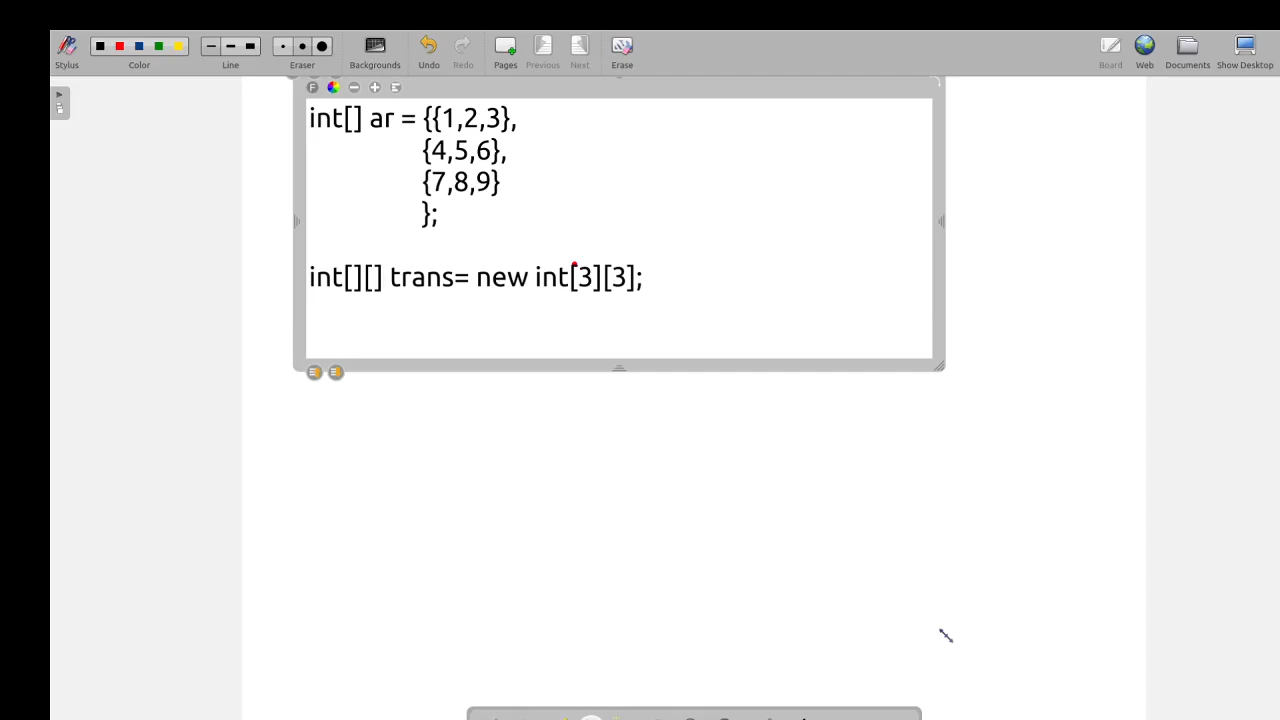 Stylus Color Line Eraser Backgrounds Undo Redo Pages Previous Next Erase Board Web Documents Show Desktop
int[] ar = {{1,2,3},
{4,5,6},
{7,8,9}
};
int[][] trans= new int[3][3];